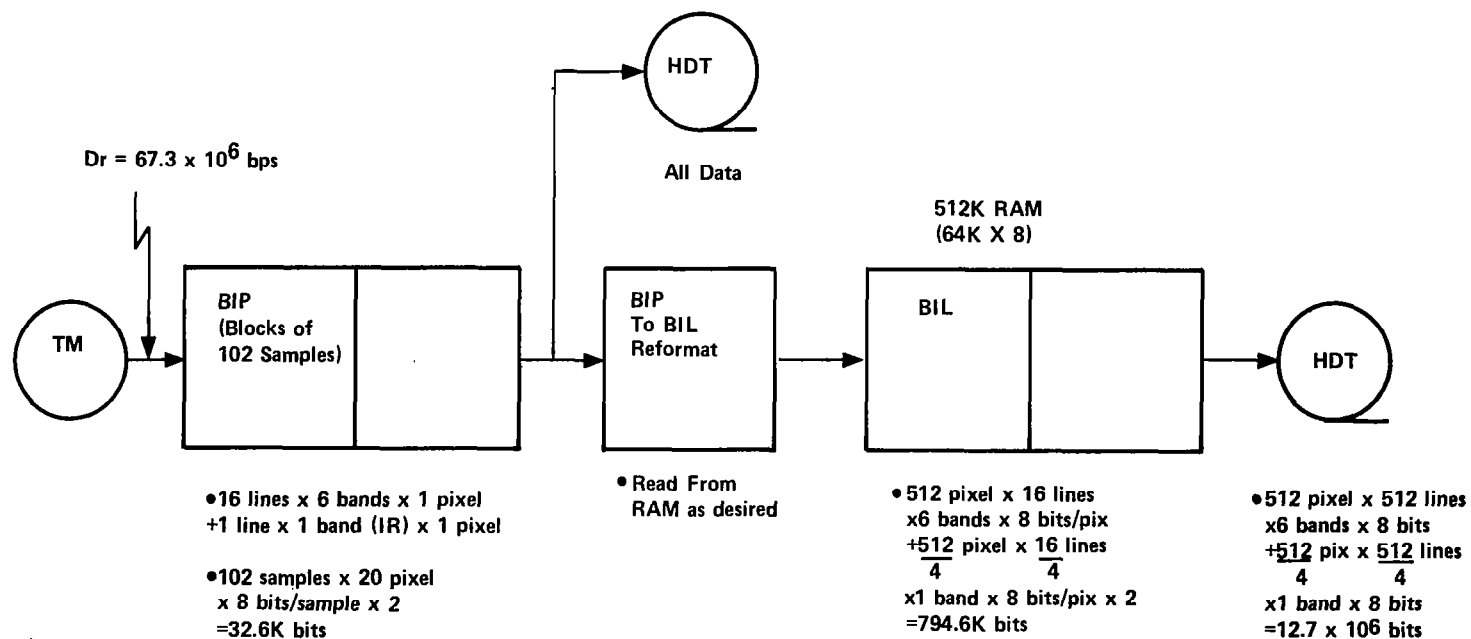 HDT
All Data
Dr = 67.3 x 10⁶ bps
512K RAM
(64K X 8)
TM
BIP
(Blocks of
102 Samples)
BIP
To BIL
Reformat
BIL
HDT
•16 lines x 6 bands x 1 pixel
+1 line x 1 band (IR) x 1 pixel
•102 samples x 20 pixel
x 8 bits/sample x 2
=32.6K bits
•Read From
RAM as desired
•512 pixel x 16 lines
x6 bands x 8 bits/pix
+512 pixel x 16 lines
4 4
x1 band x 8 bits/pix x 2
=794.6K bits
•512 pixel x 512 lines
x6 bands x 8 bits
+512 pix x 512 lines
4 4
x1 band x 8 bits
=12.7 x 10⁶ bits